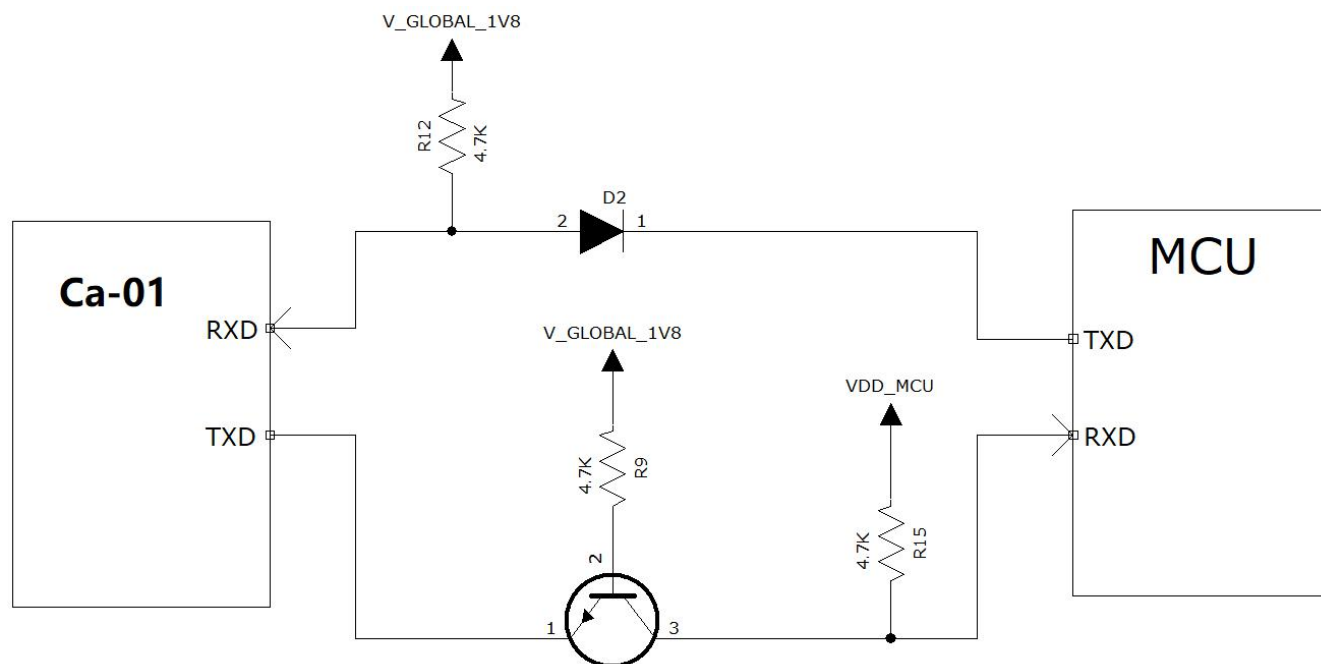 V_GLOBAL_1V8
R12
4.7K
D2
2
1
Ca-01
MCU
RXD
TXD
V_GLOBAL_1V8
VDD_MCU
TXD
RXD
4.7K
R9
4.7K
R15
2
1
3